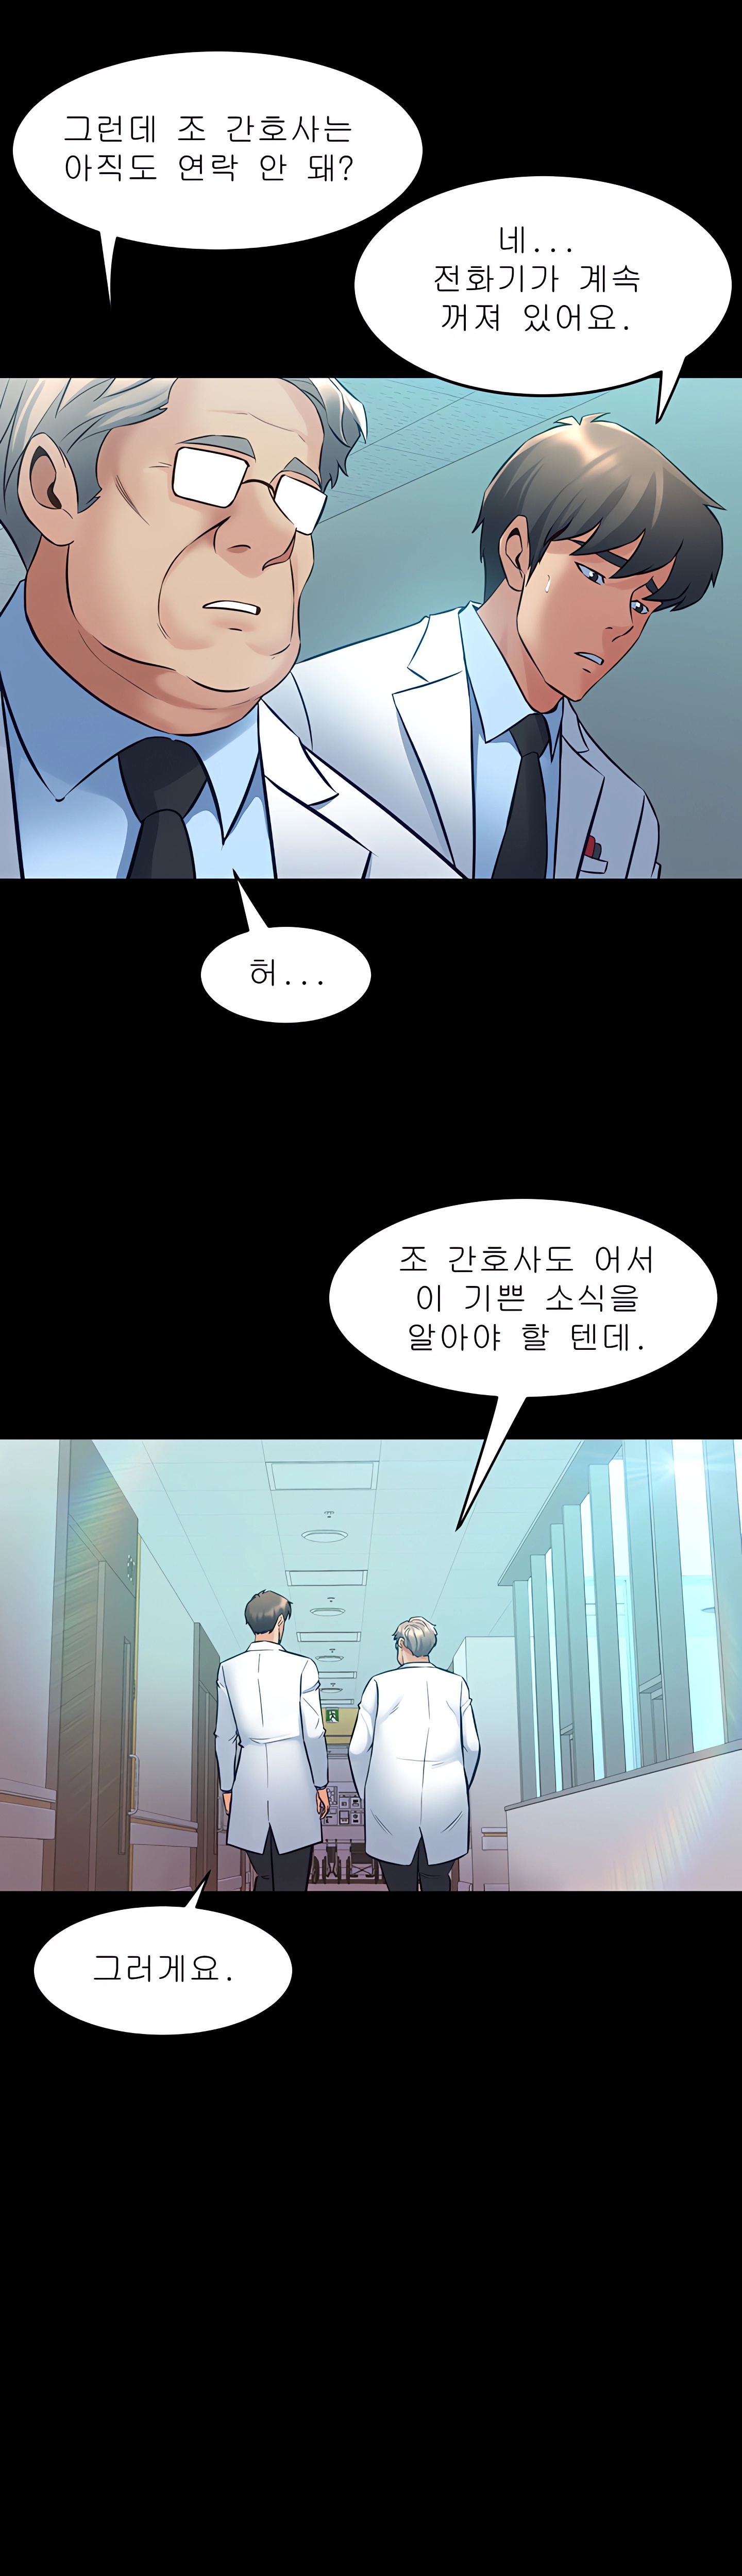 그런데 조 간호사는
아직도 연락 안 돼?
네...
전화기가 계속
꺼져 있어요.
허...
조 간호사도 어서
이 기쁜 소식을
알아야 할 텐데.
그러게요.